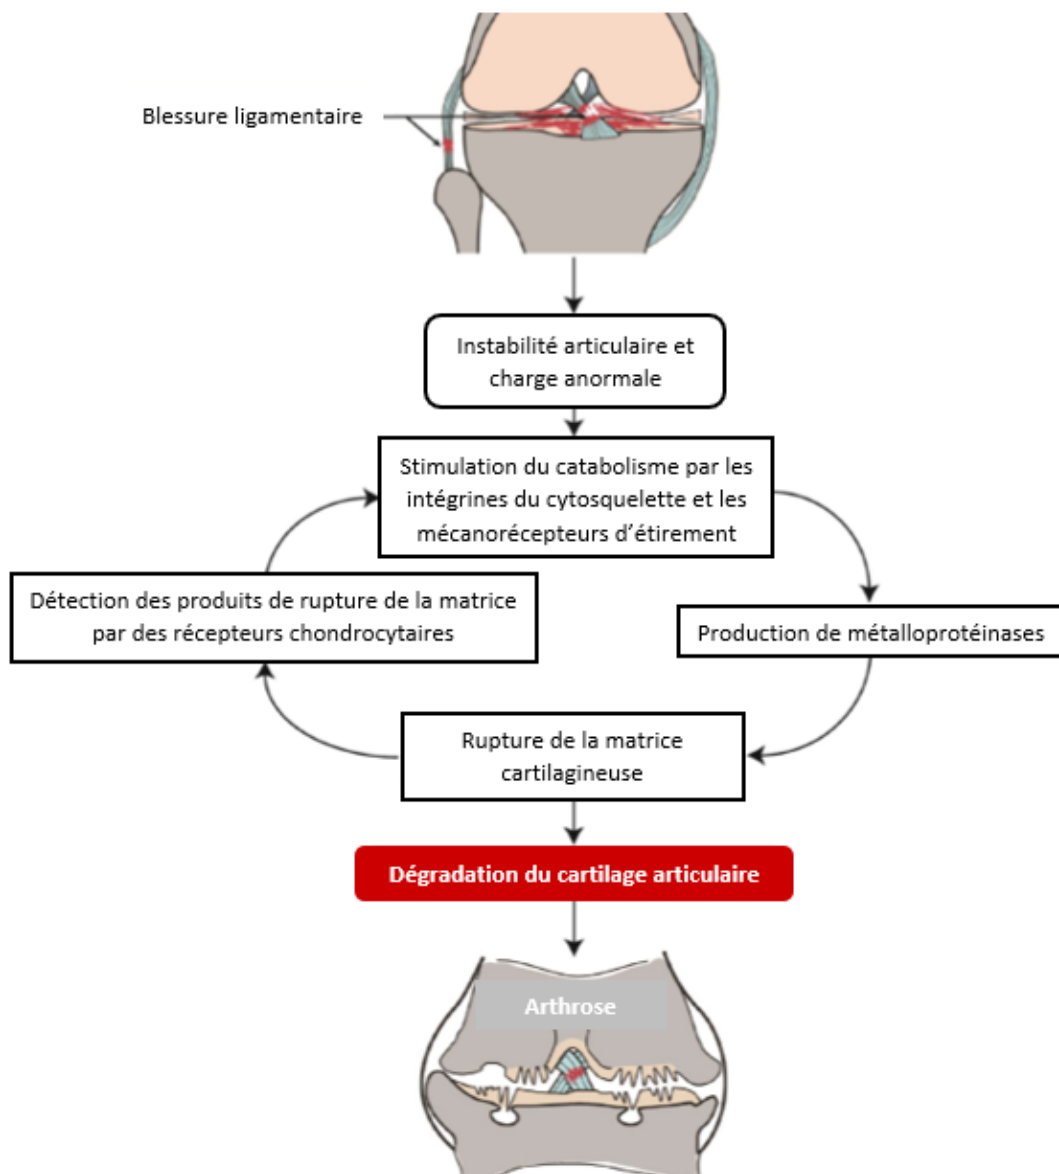 Blessure ligamentaire
Instabilité articulaire et
charge anormale
Stimulation du catabolisme par les
intégrines du cytosquelette et les
mécanorécepteurs d’étirement
Détection des produits de rupture de la matrice
par des récepteurs chondrocytaires
Production de métalloprotéinases
Rupture de la matrice
cartilagineuse
Dégradation du cartilage articulaire
Arthrose